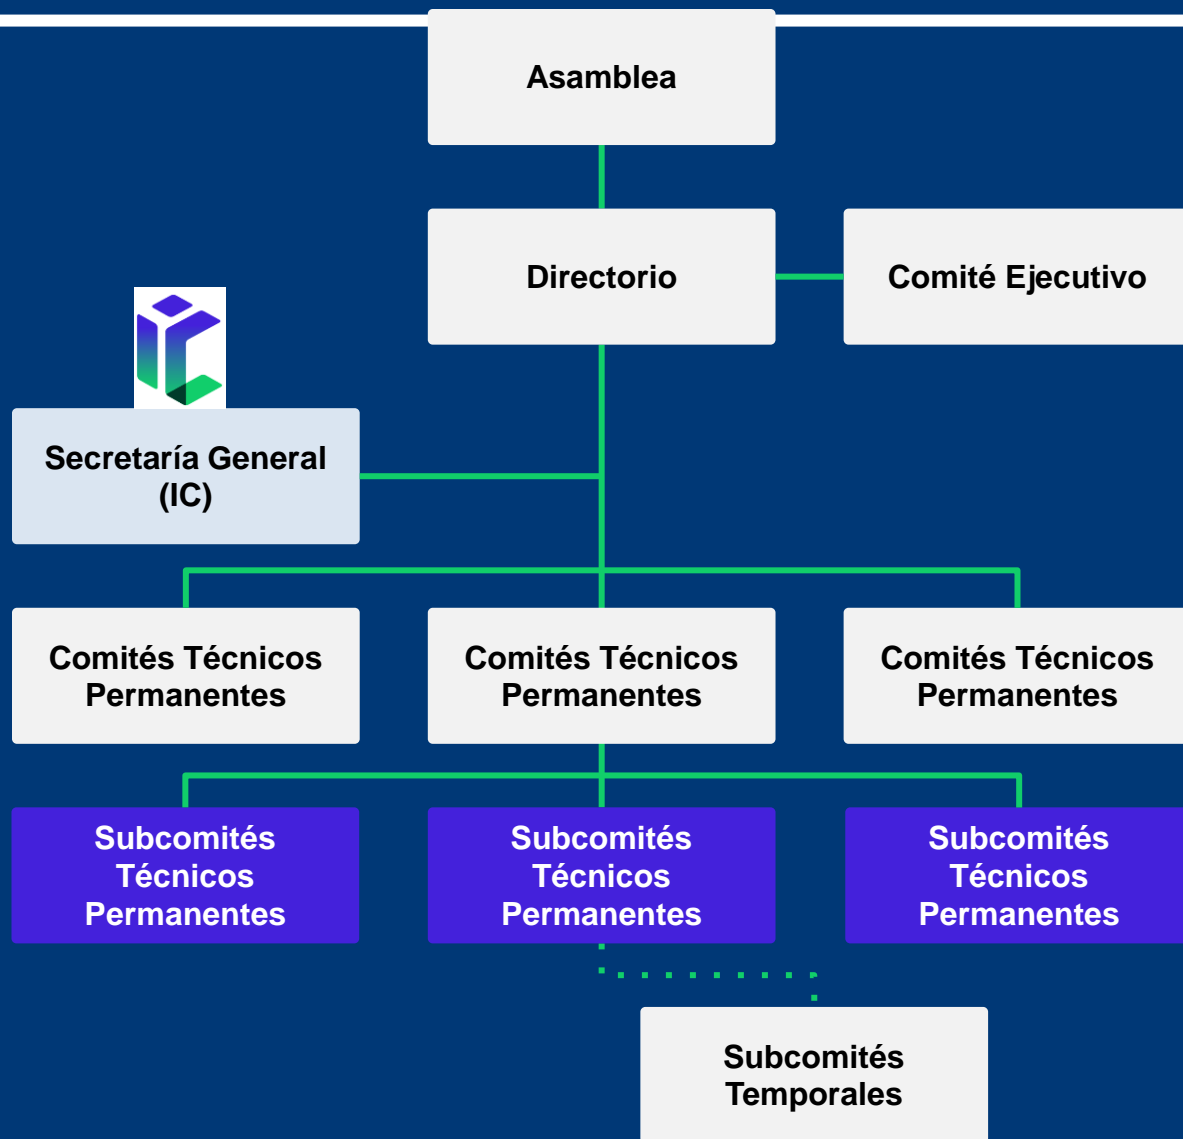 Asamblea
Directorio
Comité Ejecutivo
Secretaría General
(IC)
Comités Técnicos
Permanentes
Comités Técnicos
Permanentes
Comités Técnicos
Permanentes
Subcomités
Técnicos
Permanentes
Subcomités
Técnicos
Permanentes
Subcomités
Técnicos
Permanentes
Subcomités
Temporales